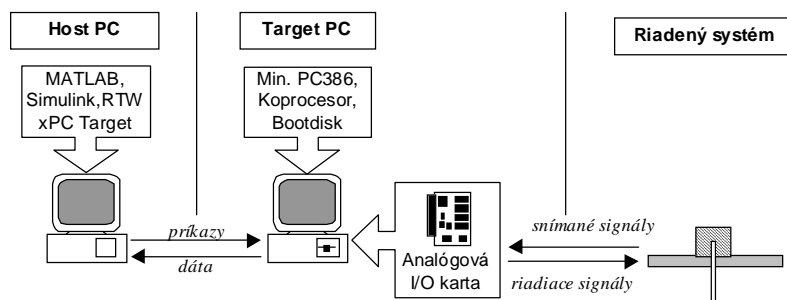 Host PC
Target PC
Riadený systém
MATLAB,
Simulink,RTW
xPC Target
Min. PC386,
Koprocesor,
Bootdisk
príkazy
dáta
Analógová
I/O karta
snímané signály
riadiace signály